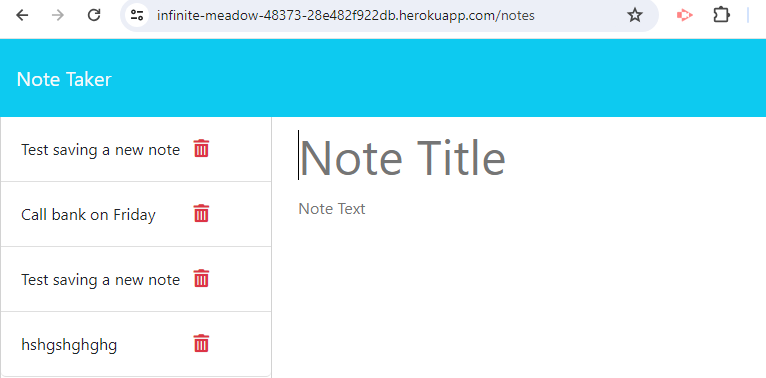 infinite-meadow-48373-28e482f922db.herokuapp.com/notes
Note Taker
Test saving a new note
Call bank on Friday
Test saving a new note
hshgshghghg
Note Title
Note Text